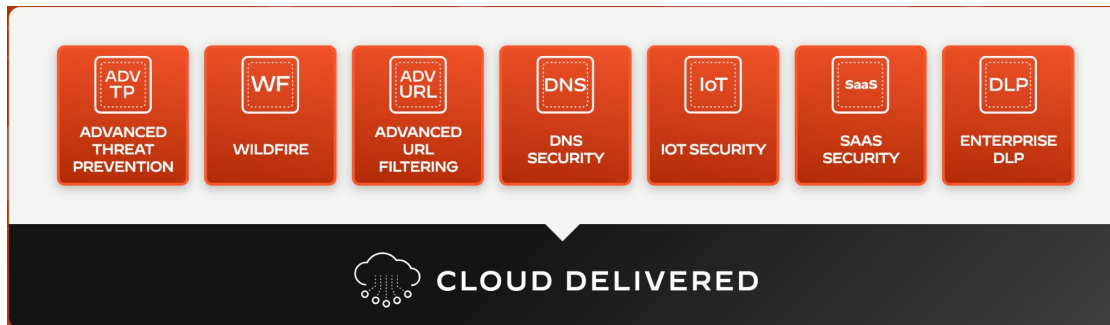 ADV
TP
ADVANCED
THREAT
PREVENTION
WF
WILDFIRE
ADV
URL
ADVANCED
URL
FILTERING
DNS
DNS
SECURITY
IoT
IOT SECURITY
SaaS
SAAS
SECURITY
DLP
ENTERPRISE
DLP
CLOUD DELIVERED